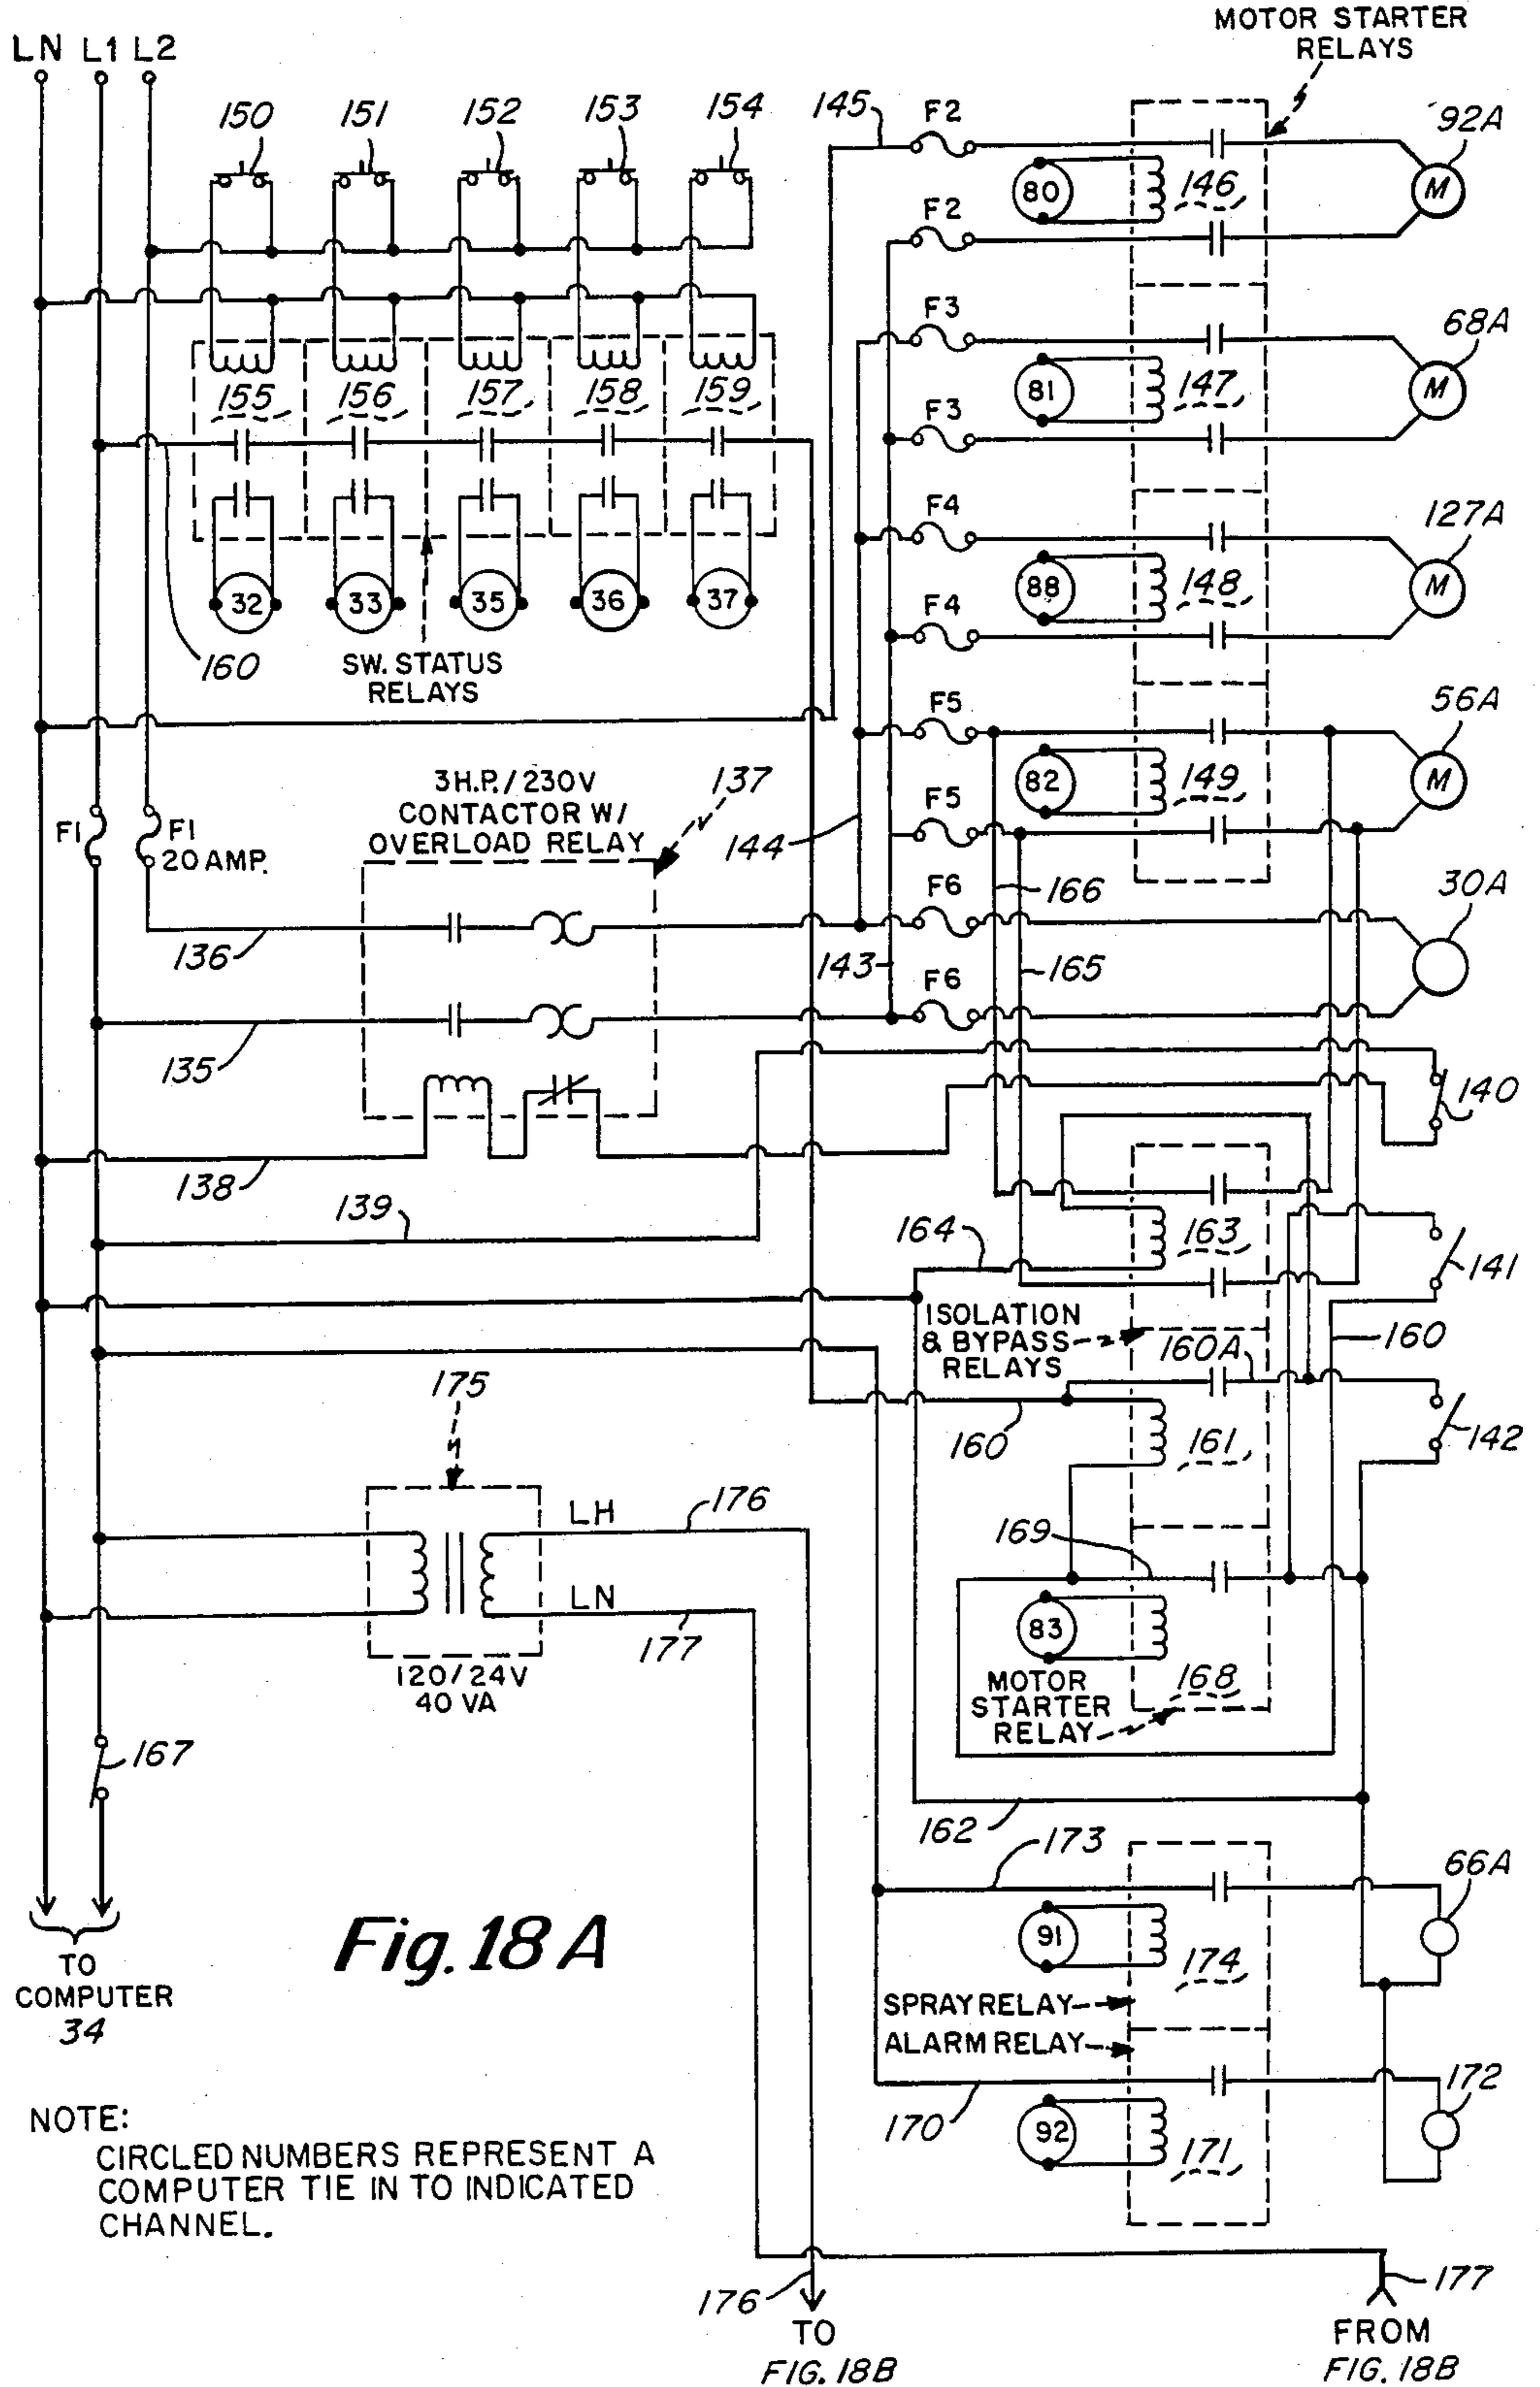 MOTOR STARTER
RELAYS
LN L1 L2
150 151 152 153 154
145 F2 92A
80 146 M
F2
F3 68A
155 156 157 158 159
81 147 M
F3
F4 127A
32 33 35 36 37
88 148 M
F4
160
SW. STATUS
RELAYS
F5 56A
3 H.P./230V
CONTACTOR W/
OVERLOAD RELAY
137
82 149 M
F1 F1
20 AMP.
144 F5
166 30A
F6
136 143 165
F6
135
140
138
139
164 163
141
ISOLATION
& BYPASS
RELAYS
160A 160
175
160 161 142
LH 176
169
LN
177
83
120/24V
40 VA
MOTOR
STARTER
RELAY
168
167
162
173 66A
91 174
Fig. 18 A
TO
COMPUTER
34
SPRAY RELAY
ALARM RELAY
172
170 92 171
NOTE:
CIRCLED NUMBERS REPRESENT A
COMPUTER TIE IN TO INDICATED
CHANNEL.
176 177
TO
FIG. 18B
FROM
FIG. 18B